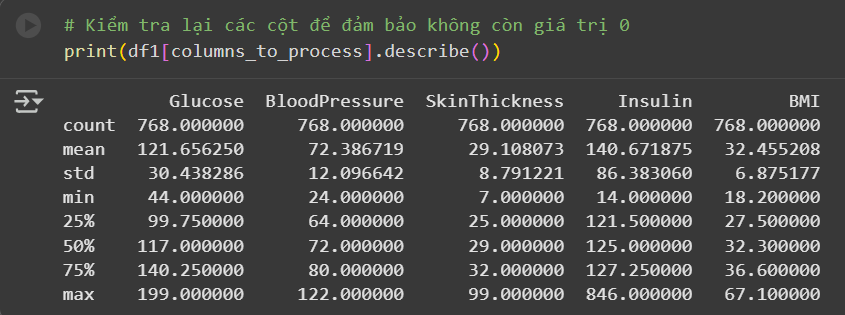 # Kiểm tra lại các cột để đảm bảo không còn giá trị 0
print(df1[columns_to_process].describe())
Glucose BloodPressure SkinThickness Insulin BMI
count 768.000000 768.000000 768.000000 768.000000 768.000000
mean 121.656250 72.386719 29.108073 140.671875 32.455208
std 30.438286 12.096642 8.791221 86.383060 6.875177
min 44.000000 24.000000 7.000000 14.000000 18.200000
25% 99.750000 64.000000 25.000000 121.500000 27.500000
50% 117.000000 72.000000 29.000000 125.000000 32.300000
75% 140.250000 80.000000 32.000000 127.250000 36.600000
max 199.000000 122.000000 99.000000 846.000000 67.100000